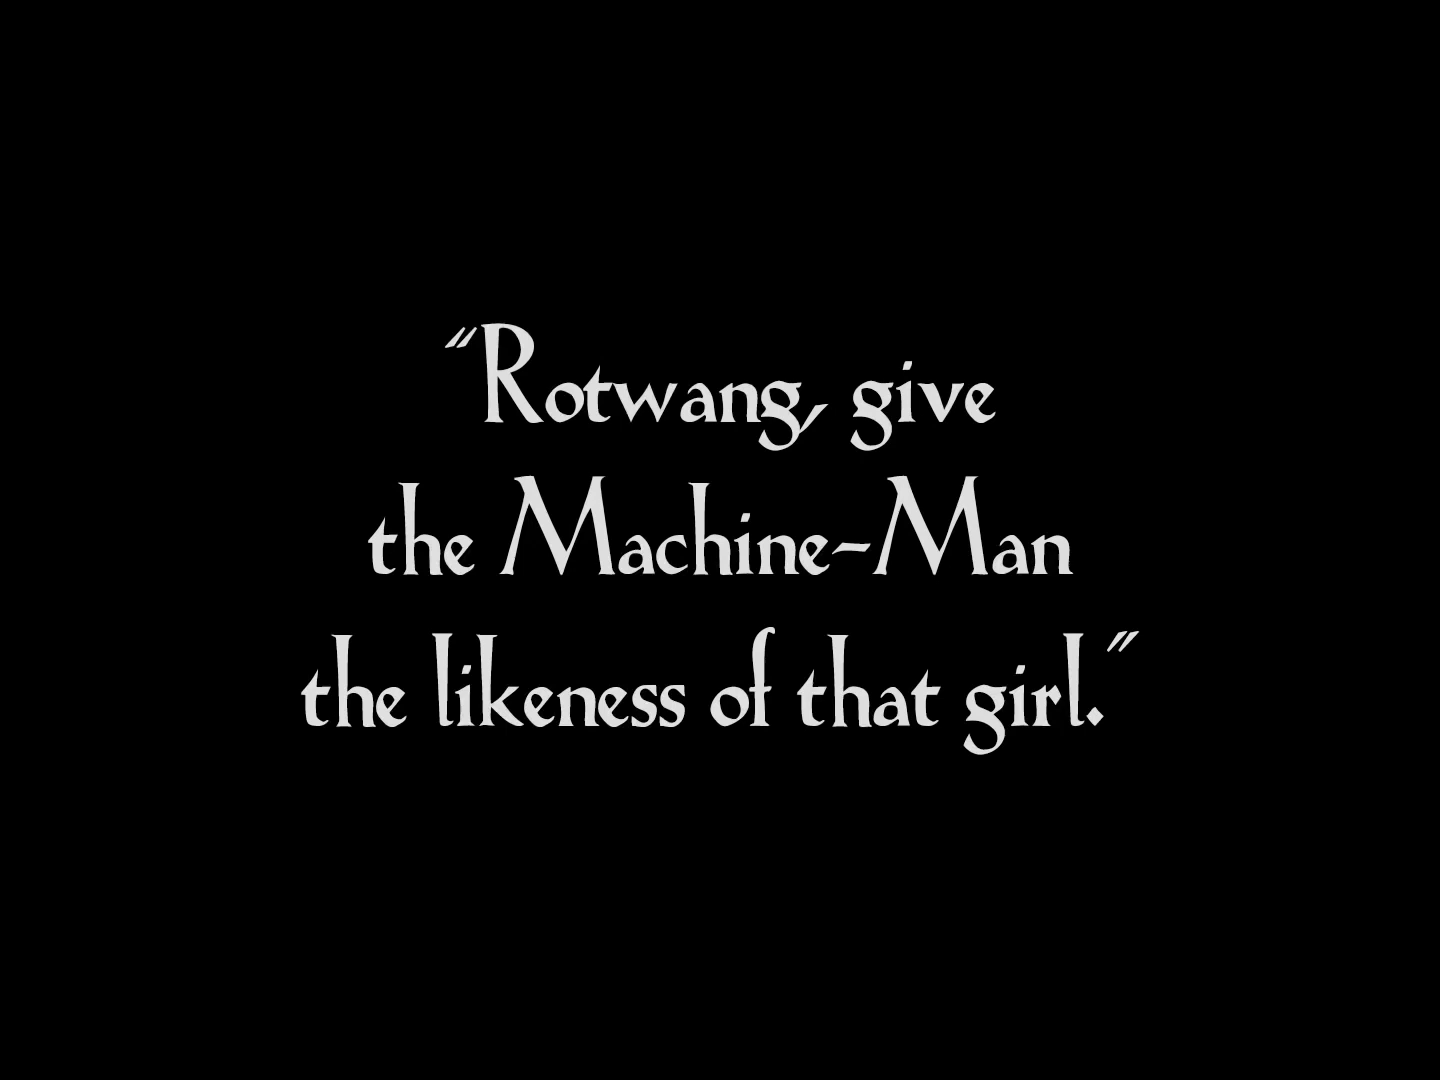 “Rotwang, give
the Machine-Man
the likeness of that girl.”